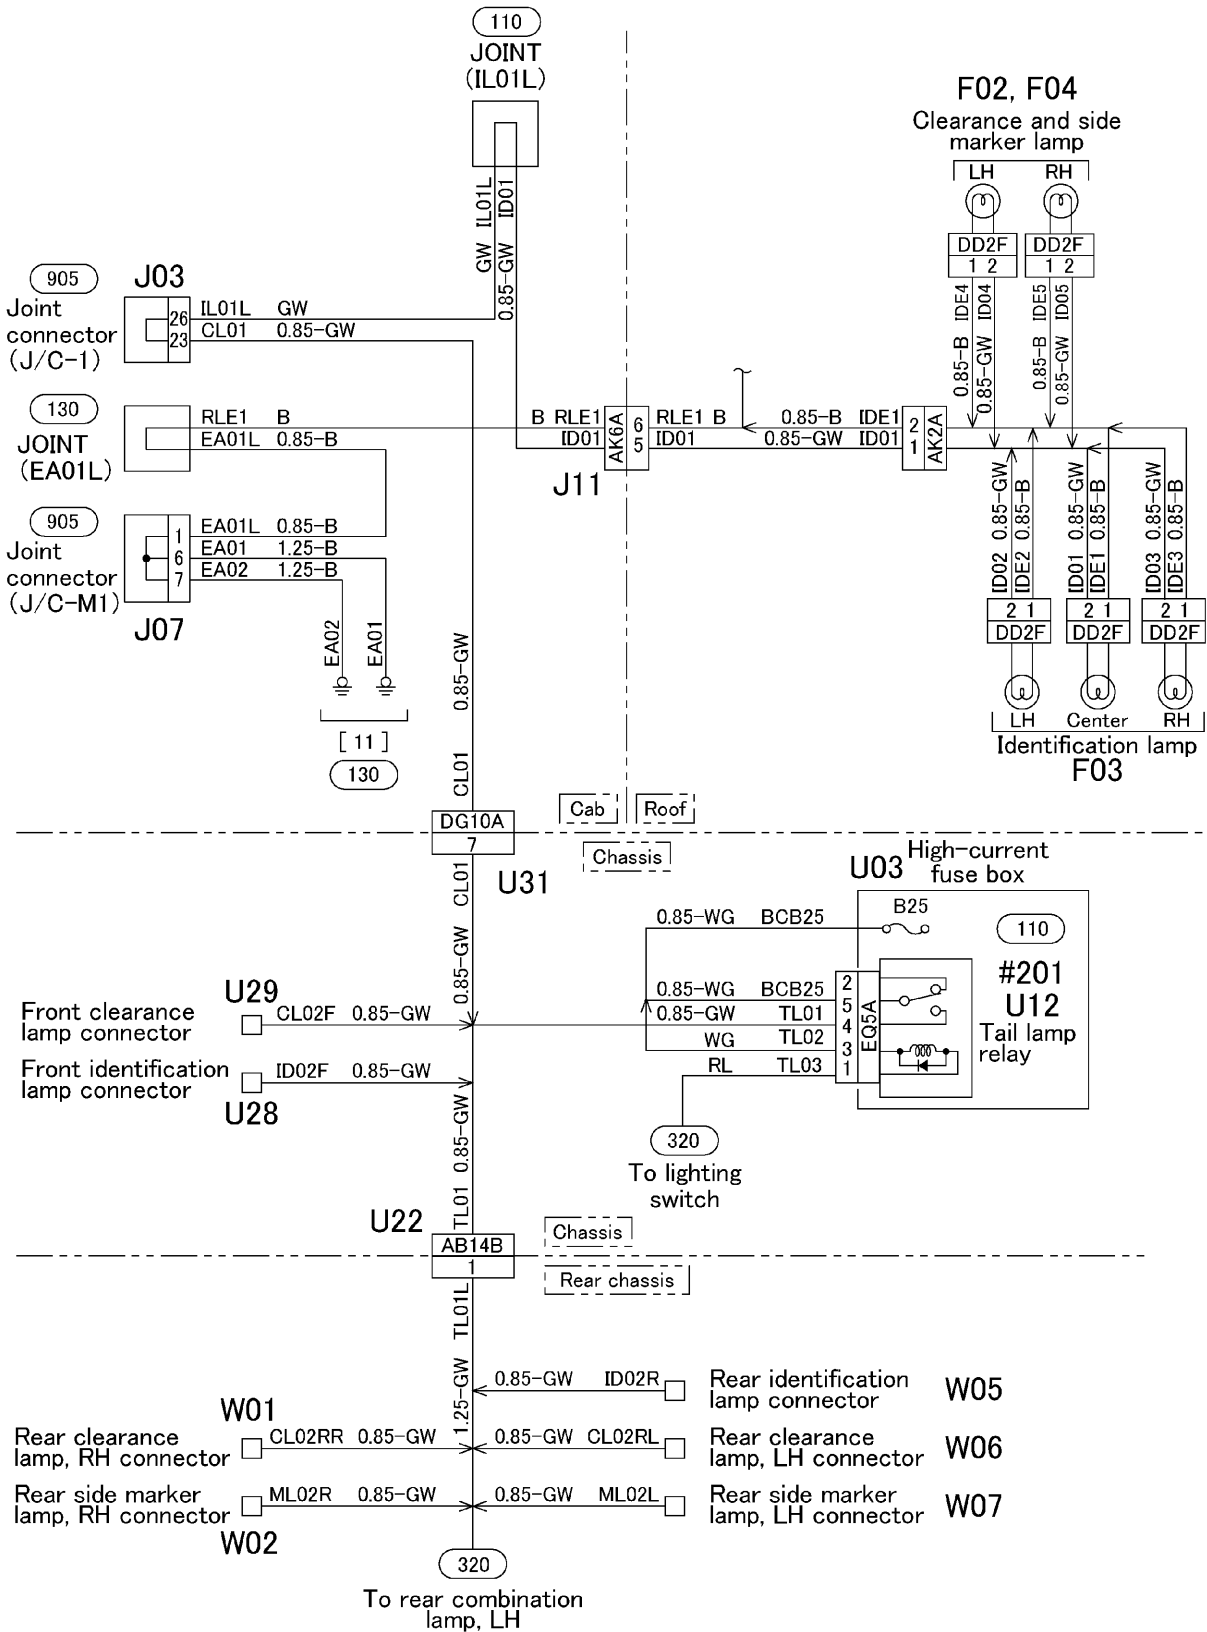 110
JOINT
(IL01L)
F02, F04
Clearance and side
marker lamp
LH
RH
DD2F
1 2
DD2F
1 2
GW IL01L
0.85-GW ID01
905
J03
Joint
connector
(J/C-1)
26
23
IL01L GW
CL01 0.85-GW
0.85-B IDE4
0.85-GW ID04
0.85-B IDE5
0.85-GW ID05
130
JOINT
(EA01L)
RLE1 B
EA01L 0.85-B
B RLE1
ID01
AK6A
6
5
RLE1 B
ID01
0.85-B IDE1
0.85-GW ID01
2
1
AK2A
J11
905
Joint
connector
(J/C-M1)
J07
1
6
7
EA01L 0.85-B
EA01 1.25-B
EA02 1.25-B
ID02 0.85-GW
IDE2 0.85-B
ID01 0.85-GW
IDE1 0.85-B
ID03 0.85-GW
IDE3 0.85-B
2 1
DD2F
2 1
DD2F
2 1
DD2F
LH
Center
RH
Identification lamp
F03
EA02
EA01
[ 11 ]
130
CL01 0.85-GW
Cab
Roof
DG10A
7
Chassis
U31
0.85-GW CL01
U03
High-current
fuse box
B25
110
#201
U12
Tail lamp
relay
0.85-WG BCB25
0.85-WG BCB25
0.85-GW TL01
WG TL02
RL TL03
2
5
4
3
1
EQ5A
320
To lighting
switch
U29
Front clearance
lamp connector
CL02F 0.85-GW
Front identification
lamp connector
ID02F 0.85-GW
U28
TL01 0.85-GW
U22
Chassis
AB14B
1
Rear chassis
1.25-GW TL01L
0.85-GW ID02R
Rear identification
lamp connector
W05
W01
Rear clearance
lamp, RH connector
CL02RR 0.85-GW
0.85-GW CL02RL
Rear clearance
lamp, LH connector
W06
Rear side marker
lamp, RH connector
ML02R 0.85-GW
W02
0.85-GW ML02L
Rear side marker
lamp, LH connector
W07
320
To rear combination
lamp, LH